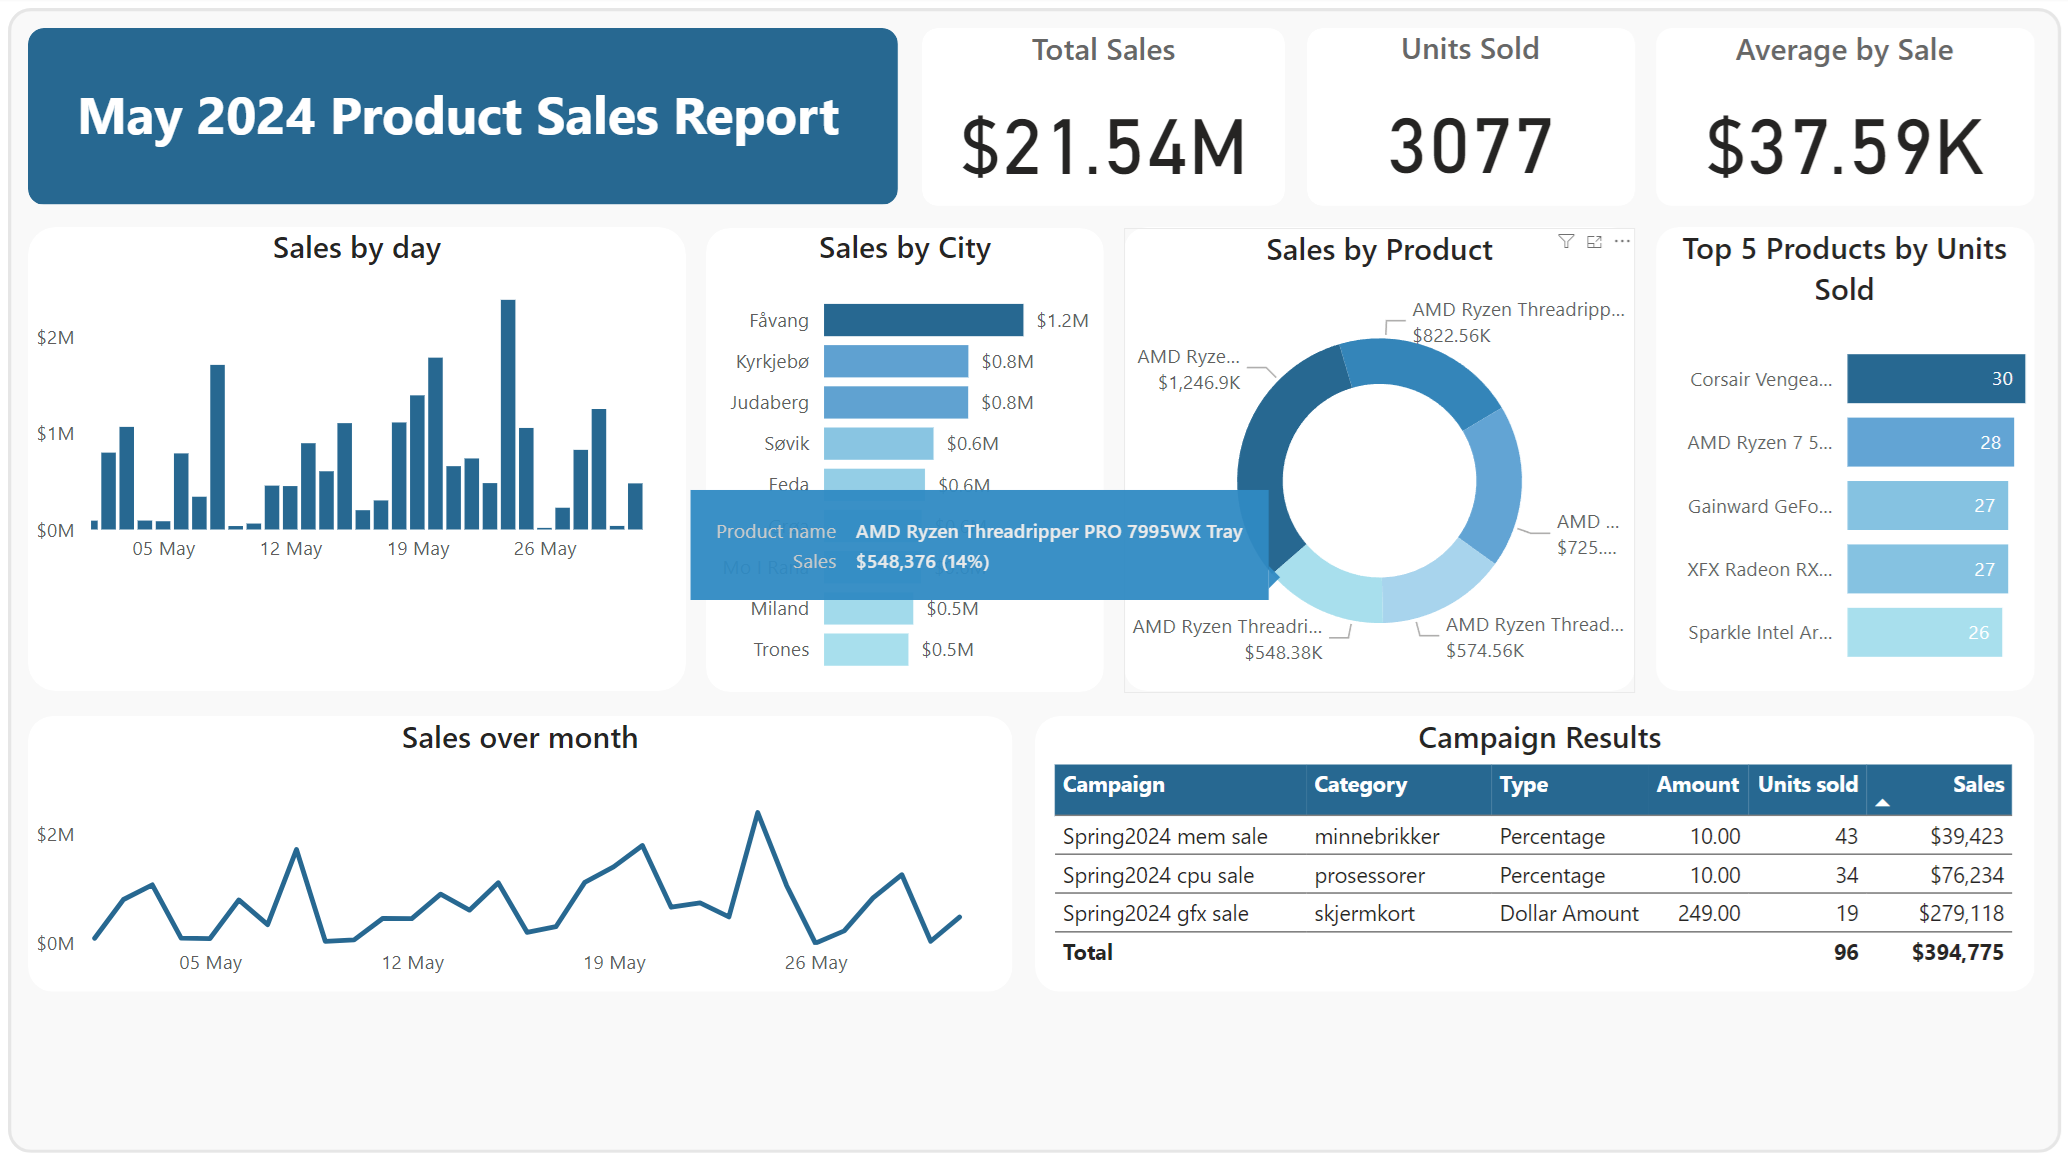 May 2024 Product Sales Report
Total Sales
$21.54M
Units Sold
3077
Average by Sale
$37.59K
Sales by day
$2M
$1M
$0M
05 May
12 May
19 May
26 May
Sales by City
Fåvang $1.2M
Kyrkjebø $0.8M
Judaberg $0.8M
Søvik $0.6M
Feda $0.6M
Miland $0.5M
Trones $0.5M
Product name AMD Ryzen Threadripper PRO 7995WX Tray
Sales $548,376 (14%)
Sales by Product
AMD Ryzen Threadripp...
$822.56K
AMD Ryze...
$1,246.9K
AMD ...
$725....
AMD Ryzen Threadri...
$548.38K
AMD Ryzen Thread...
$574.56K
Top 5 Products by Units
Sold
Corsair Vengea... 30
AMD Ryzen 7 5... 28
Gainward GeFo... 27
XFX Radeon RX... 27
Sparkle Intel Ar... 26
Sales over month
$2M
$0M
05 May
12 May
19 May
26 May
Campaign Results
Campaign Category Type Amount Units sold Sales
Spring2024 mem sale minnebrikker Percentage 10.00 43 $39,423
Spring2024 cpu sale prosessorer Percentage 10.00 34 $76,234
Spring2024 gfx sale skjermkort Dollar Amount 249.00 19 $279,118
Total 96 $394,775